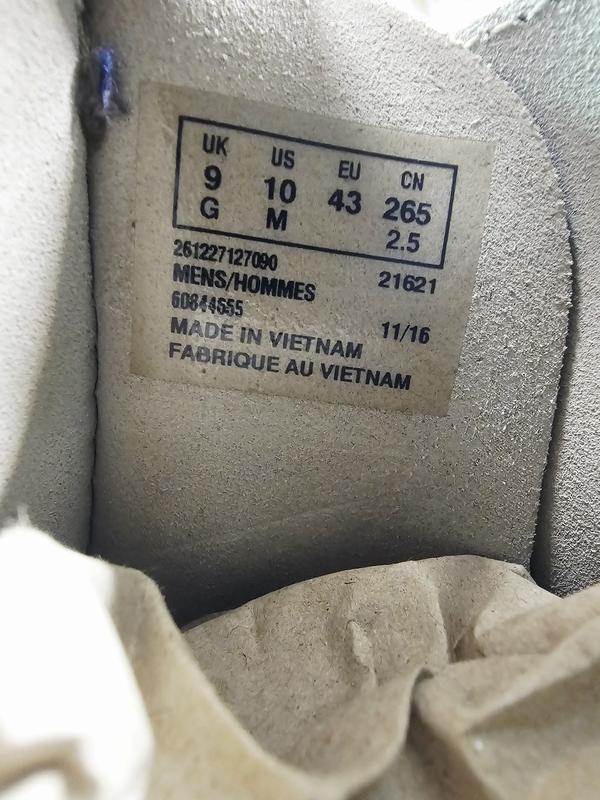 UK US EU CN
9 10 43 265
G M 2.5
261227127090
MENS/HOMMES 21621
60844655
MADE IN VIETNAM 11/16
FABRIQUE AU VIETNAM